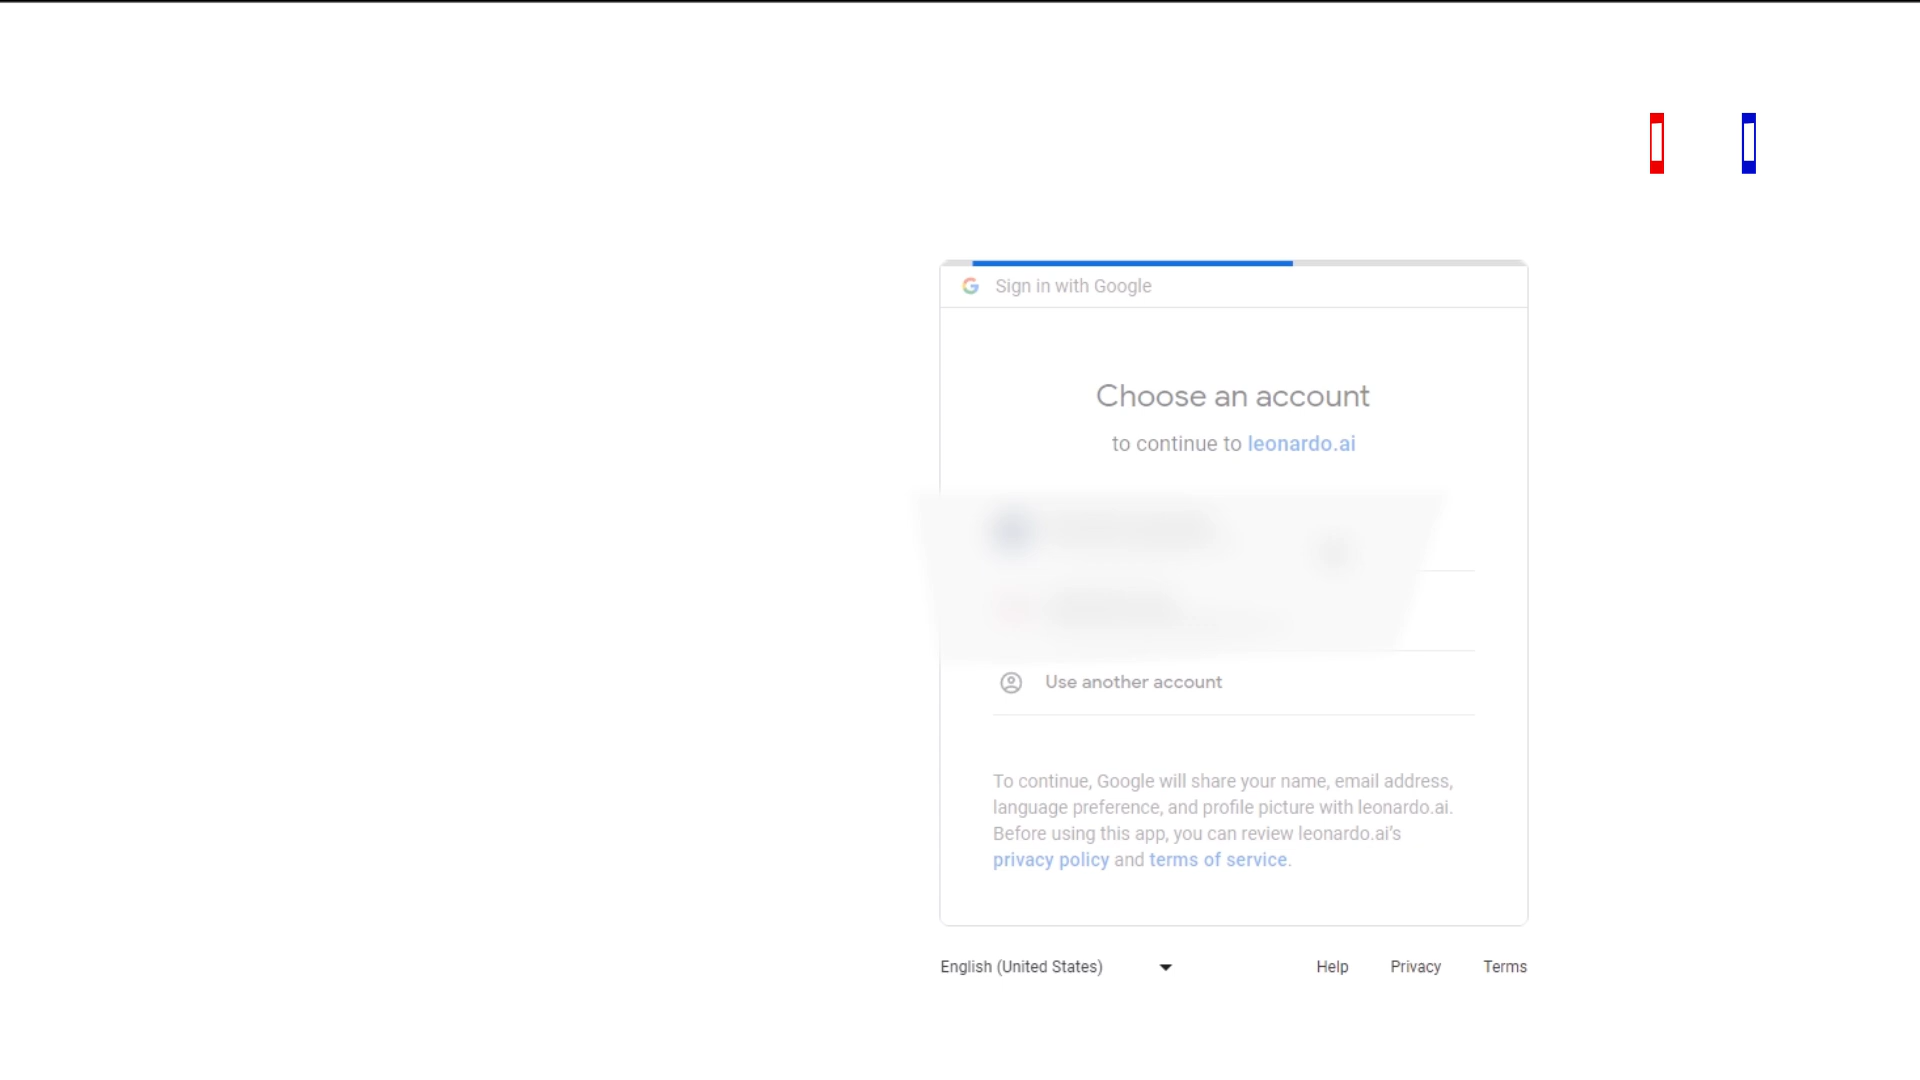 Sign in with Google
Choose an account
to continue to leonardo.ai
Use another account
To continue, Google will share your name, email address,
language preference, and profile picture with leonardo.ai.
Before using this app, you can review leonardo.ai's
privacy policy and terms of service.
English (United States)
Help Privacy Terms